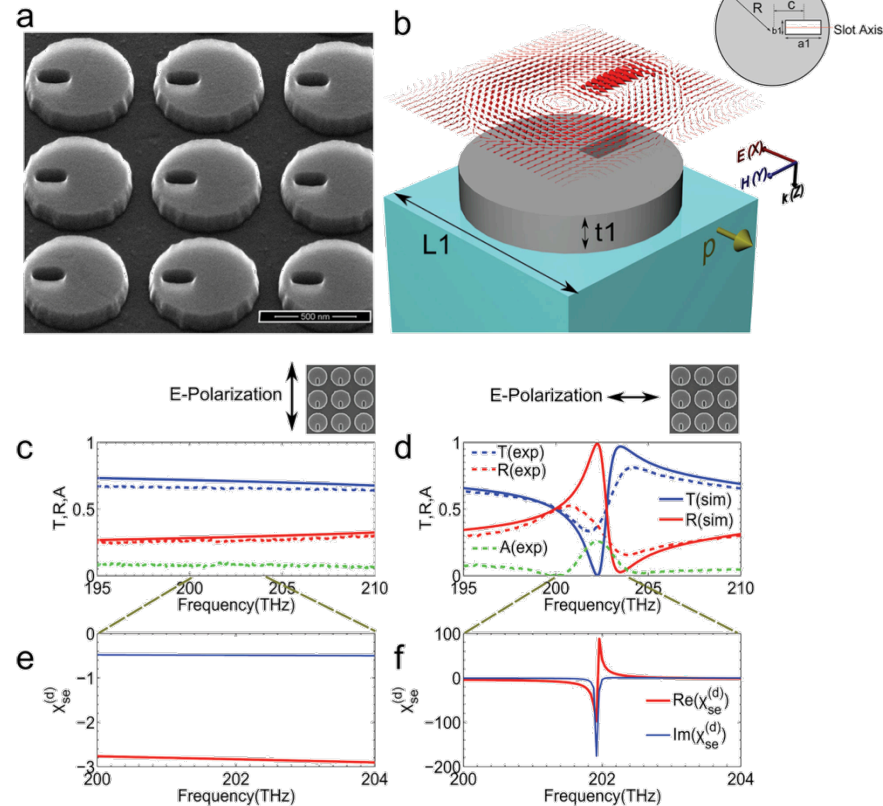 a
500 nm
b
R
c
b1
a1
Slot Axis
E(X)
H(Y)
K(Z)
t1
L1
p
E-Polarization
E-Polarization
c
1
0.5
0
T,R,A
195
200
205
210
Frequency(THz)
d
T(exp)
R(exp)
A(exp)
T(sim)
R(sim)
1
0.5
0
T,R,A
195
200
205
210
Frequency(THz)
e
0
−1
−2
−3
χse(d)
200
202
204
Frequency(THz)
f
100
0
−100
−200
χse(d)
Re(χse(d))
Im(χse(d))
200
202
204
Frequency(THz)